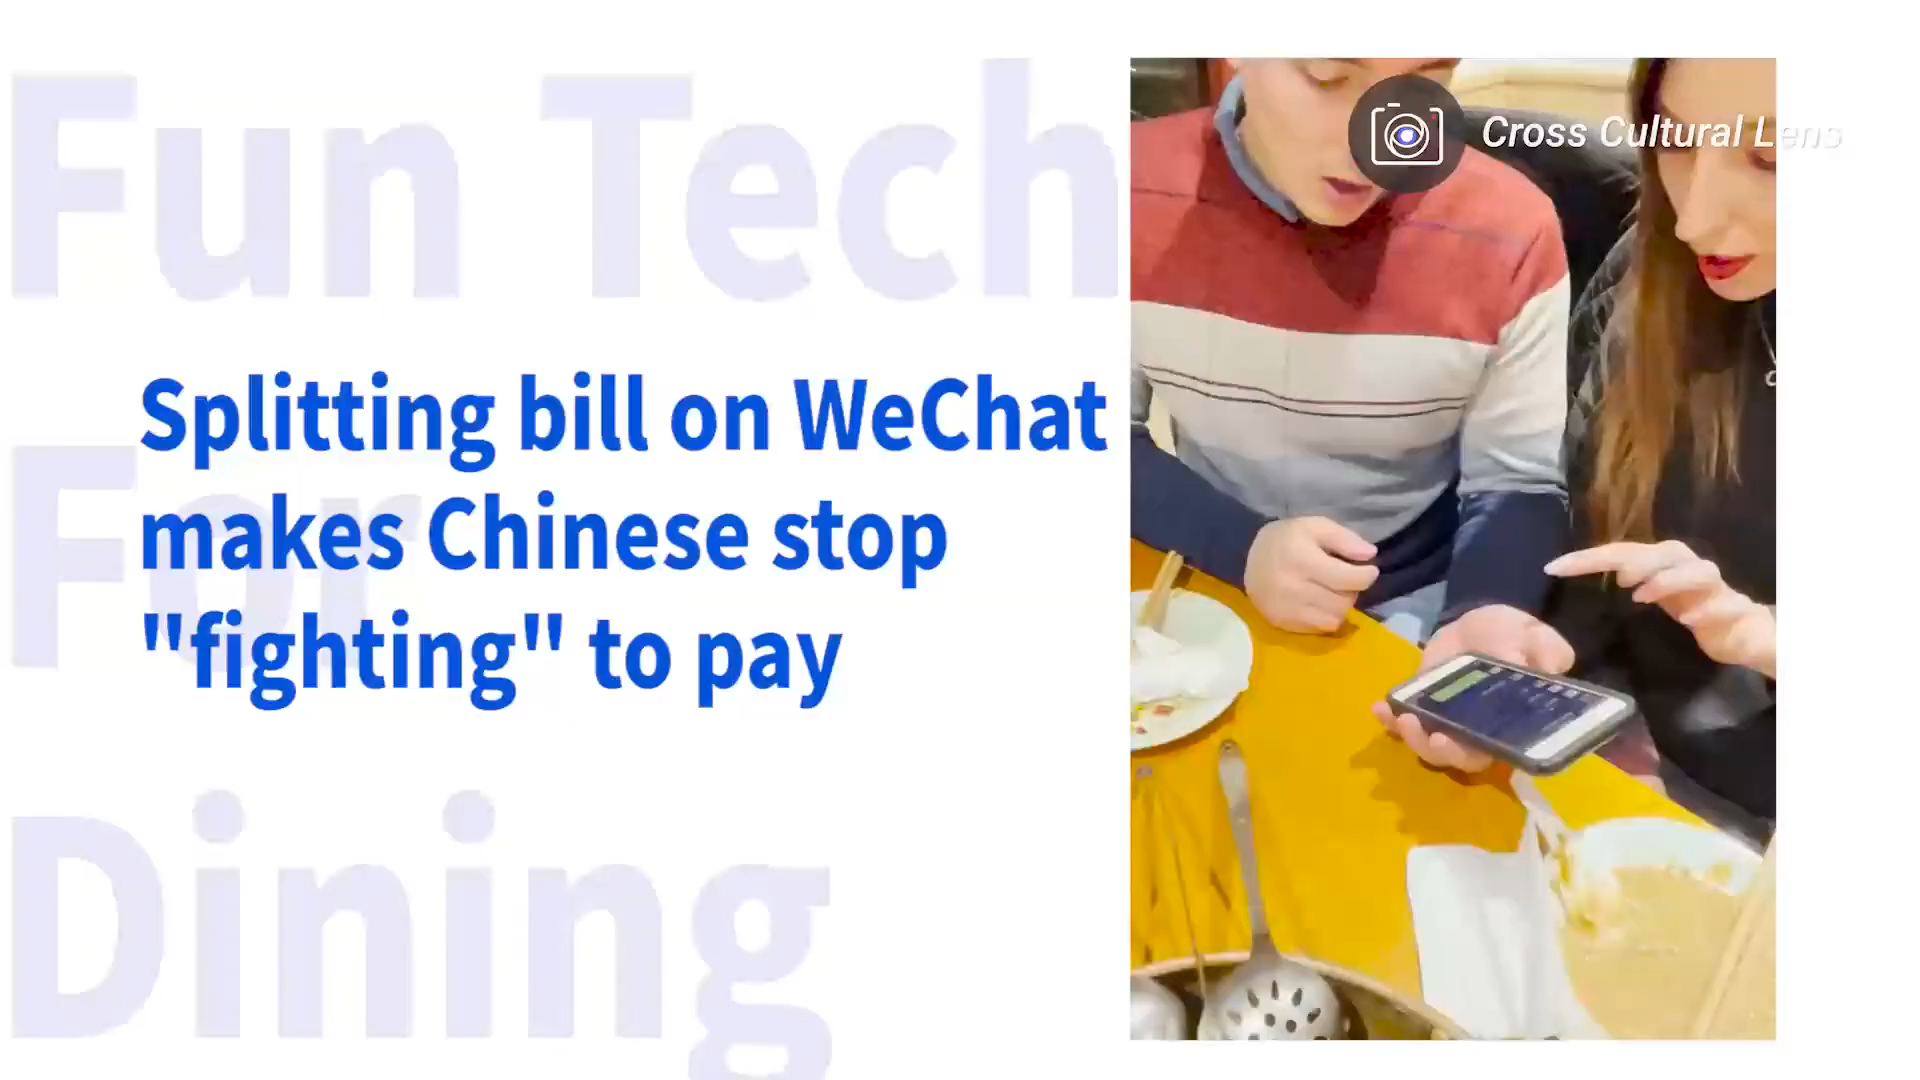 Fun Tech
For
Dining
Splitting bill on WeChat
makes Chinese stop
"fighting" to pay
Cross Cultural Lens